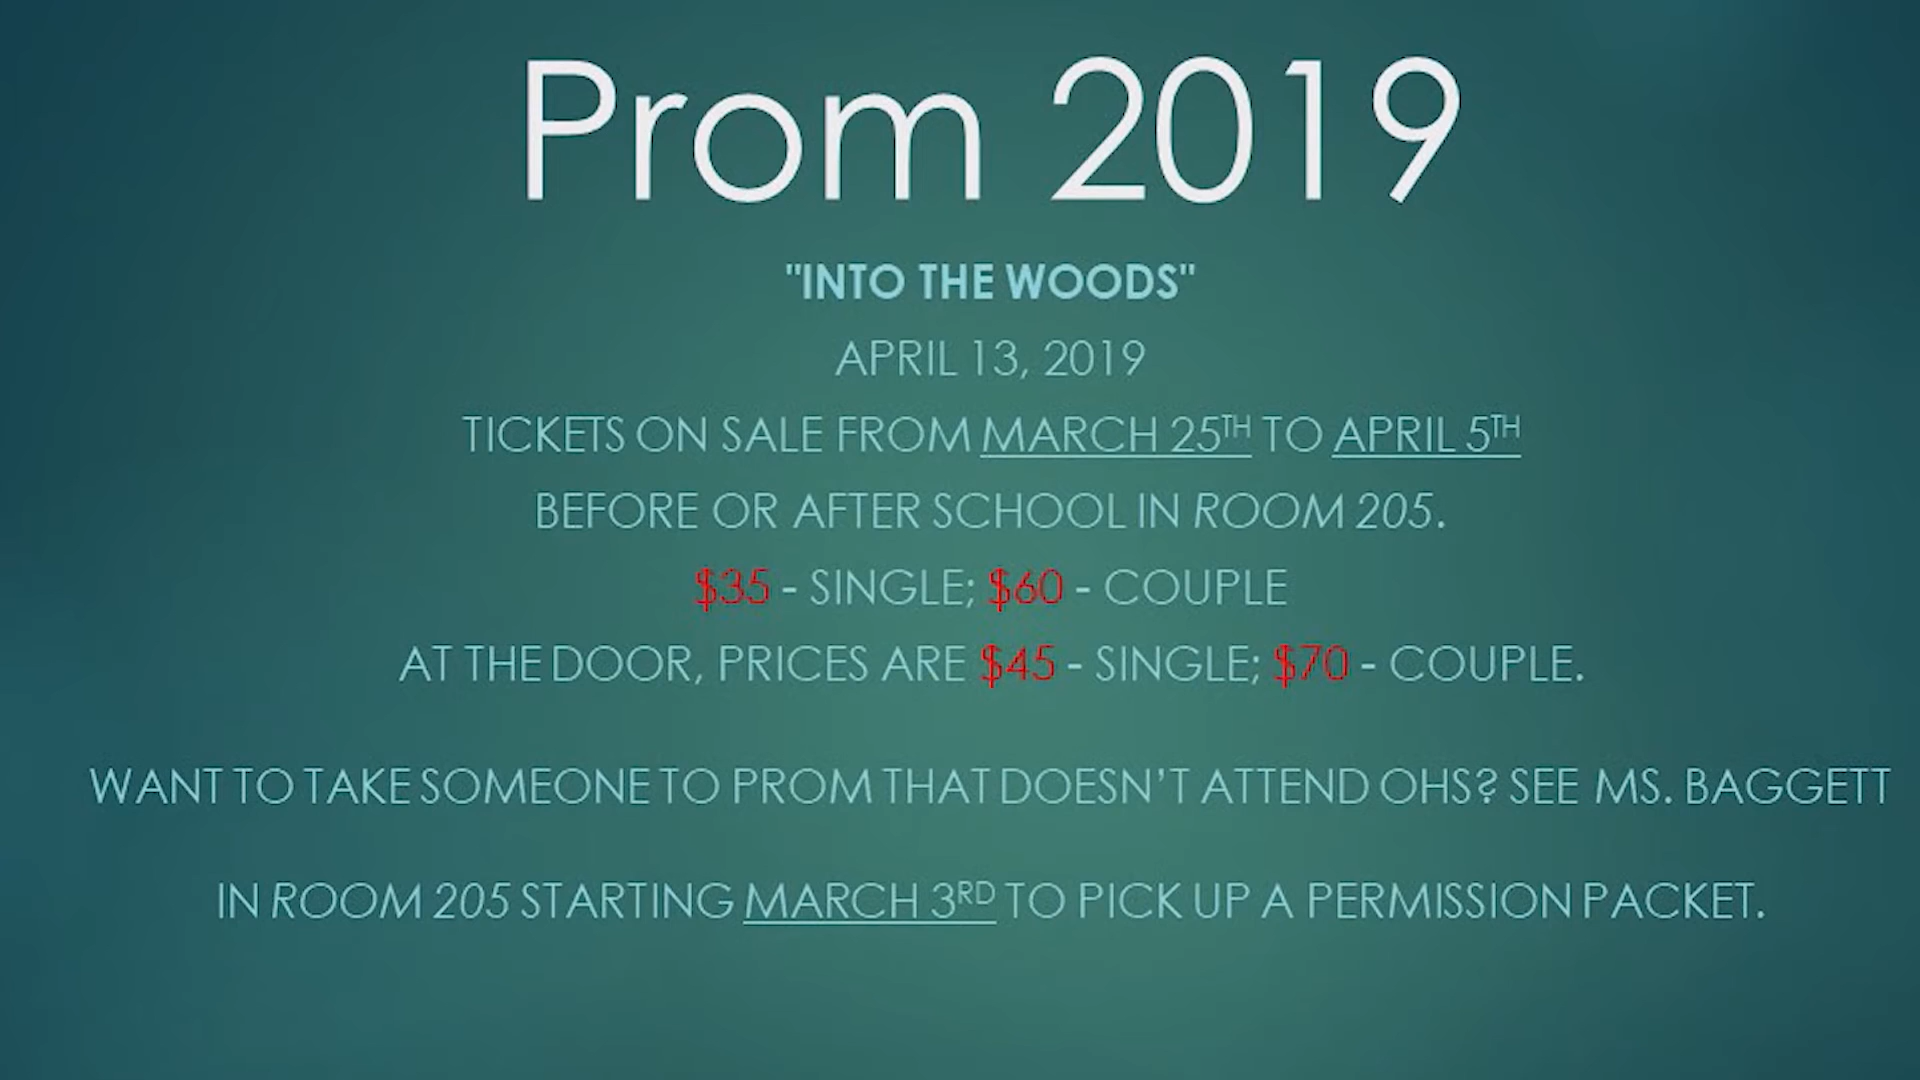 Prom 2019
"INTO THE WOODS"
APRIL 13, 2019
TICKETS ON SALE FROM MARCH 25TH TO APRIL 5TH
BEFORE OR AFTER SCHOOL IN ROOM 205.
$35 - SINGLE; $60 - COUPLE
AT THE DOOR, PRICES ARE $45 - SINGLE; $70 - COUPLE.
WANT TO TAKE SOMEONE TO PROM THAT DOESN’T ATTEND OHS? SEE MS. BAGGETT
IN ROOM 205 STARTING MARCH 3RD TO PICK UP A PERMISSION PACKET.